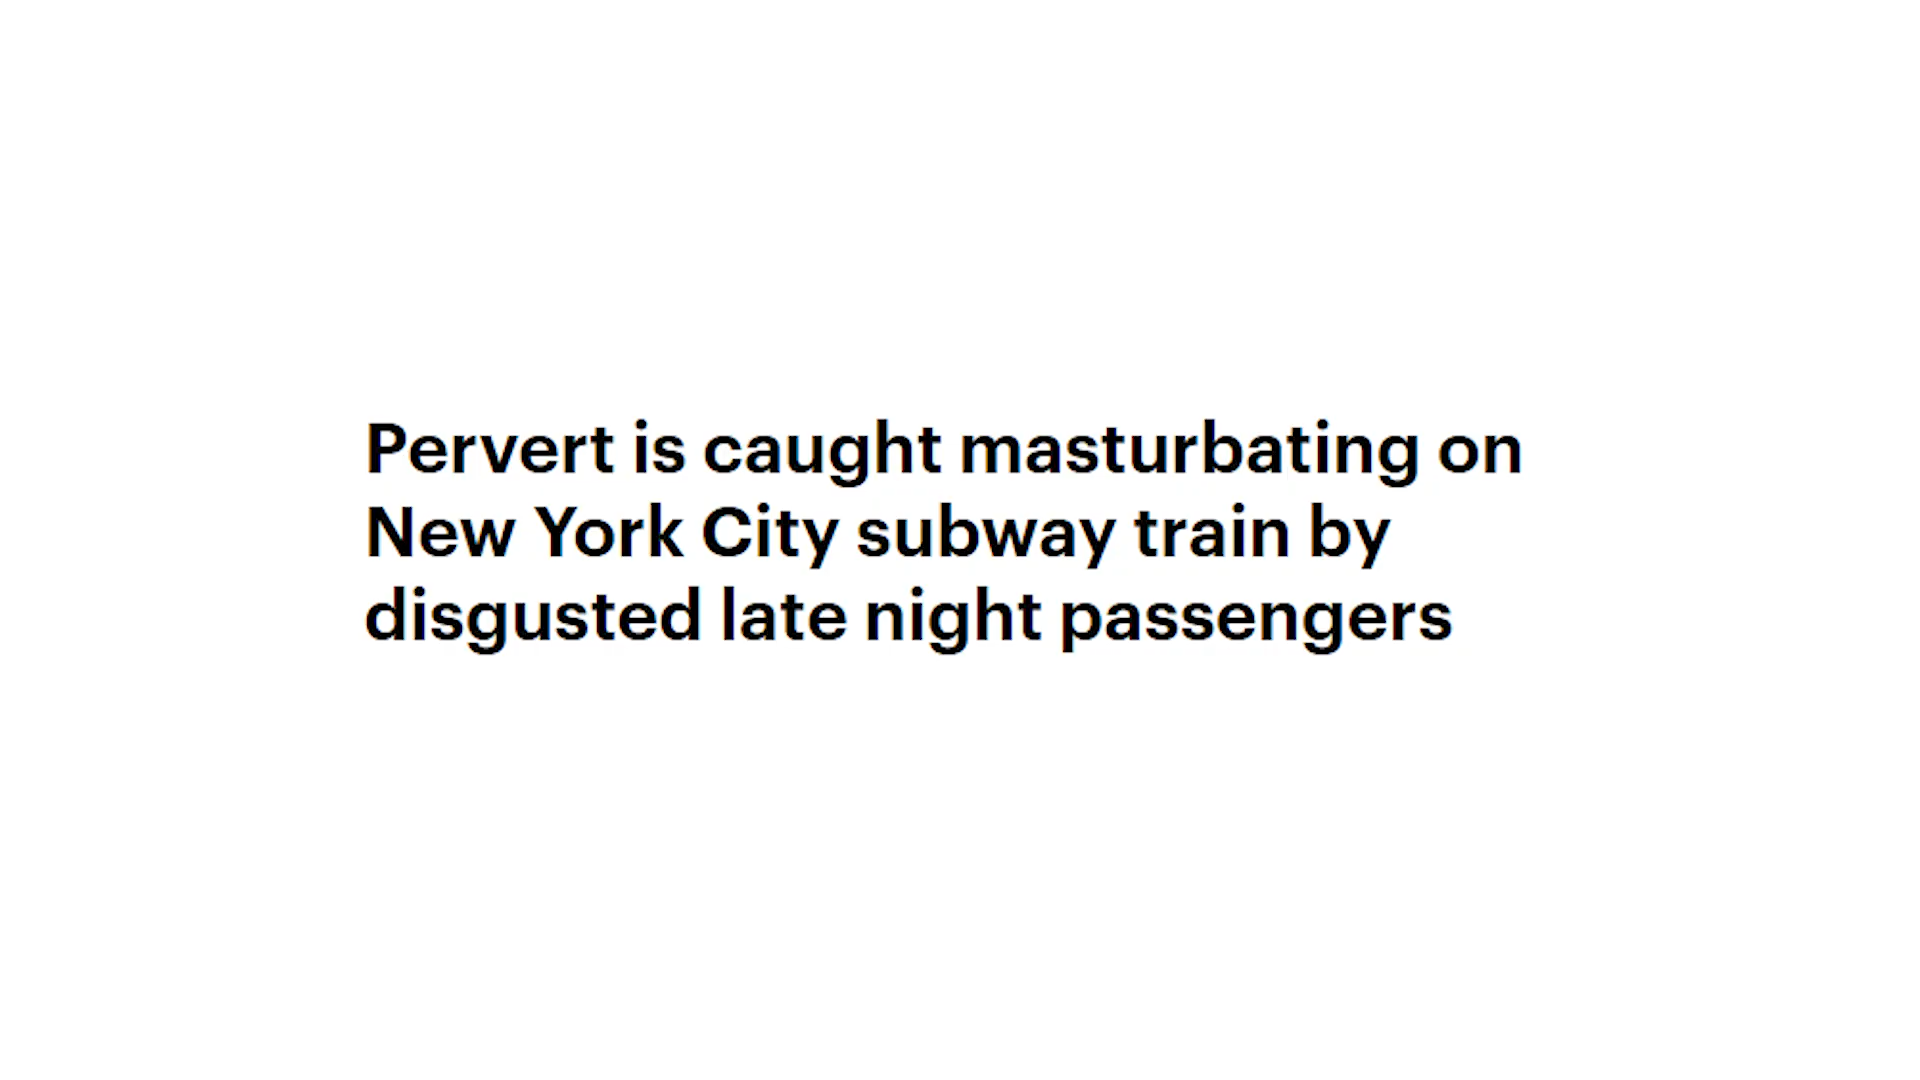 Pervert is caught masturbating on
New York City subway train by
disgusted late night passengers